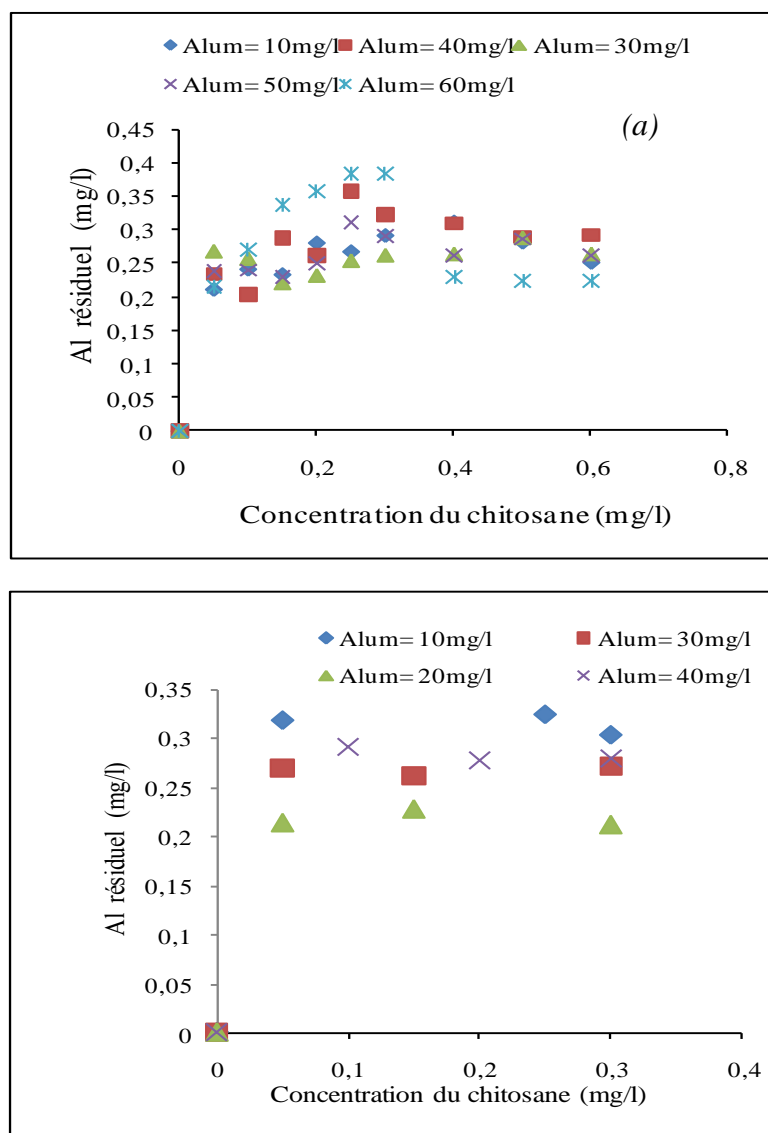 Alum= 10mg/l Alum= 40mg/l Alum= 30mg/l
Alum= 50mg/l Alum= 60mg/l
(a)
0,45
0,4
0,35
0,3
0,25
0,2
0,15
0,1
0,05
0
Al résiduel (mg/l)
0 0,2 0,4 0,6 0,8
Concentration du chitosane (mg/l)
Alum= 10mg/l Alum= 30mg/l
Alum= 20mg/l Alum= 40mg/l
0,35
0,3
0,25
0,2
0,15
0,1
0,05
0
Al résiduel (mg/l)
0 0,1 0,2 0,3 0,4
Concentration du chitosane (mg/l)